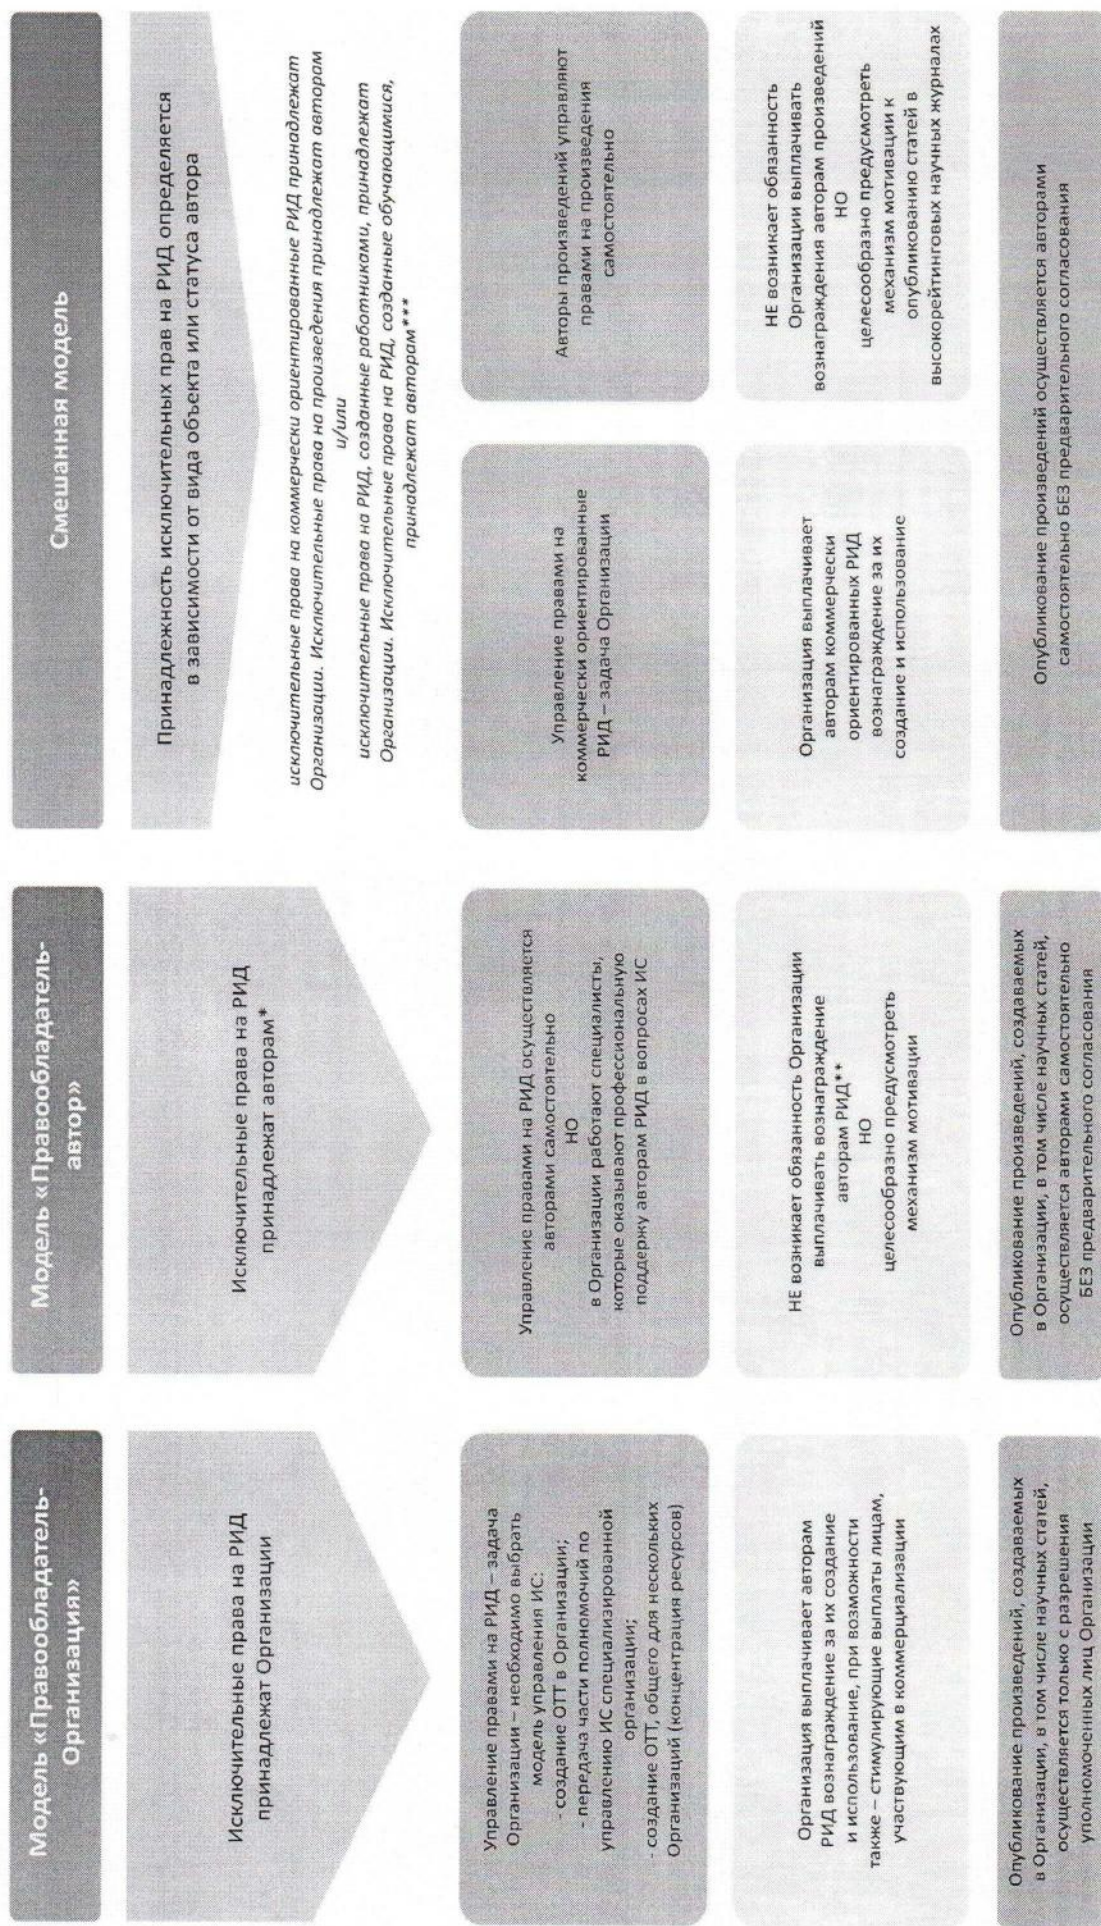 Модель «Правообладатель-
Организация»
Исключительные права на РИД
принадлежат Организации
Управление правами на РИД – задача
Организации – необходимо выбрать
модель управления ИС:
- создание ОТТ в Организации;
- передача части полномочий по
управлению ИС специализированной
организации;
- создание ОТТ, общего для нескольких
Организаций (концентрация ресурсов)
Организация выплачивает авторам
РИД вознаграждение за их создание
и использование, при возможности
также – стимулирующие выплаты лицам,
участвующим в коммерциализации
Опубликование произведений, создаваемых
в Организации, в том числе научных статей,
осуществляется только с разрешения
уполномоченных лиц Организации
Модель «Правообладатель-
автор»
Исключительные права на РИД
принадлежат авторам*
Управление правами на РИД осуществляется
авторами самостоятельно
НО
в Организации работают специалисты,
которые оказывают профессиональную
поддержку авторам РИД в вопросах ИС
НЕ возникает обязанность Организации
выплачивать вознаграждение
авторам РИД**
НО
целесообразно предусмотреть
механизм мотивации
Опубликование произведений, создаваемых
в Организации, в том числе научных статей,
осуществляется авторами самостоятельно
БЕЗ предварительного согласования
Смешанная модель
Принадлежность исключительных прав на РИД определяется
в зависимости от вида объекта или статуса автора
исключительные права на коммерчески ориентированные РИД принадлежат
Организации. Исключительные права на произведения принадлежат авторам
и/или
исключительные права на РИД, созданные работниками, принадлежат
Организации. Исключительные права на РИД, созданные обучающимися,
принадлежат авторам***
Управление правами на
коммерчески ориентированные
РИД – задача Организации
Авторы произведений управляют
правами на произведения
самостоятельно
Организация выплачивает
авторам коммерчески
ориентированных РИД
вознаграждение за их
создание и использование
НЕ возникает обязанность
Организации выплачивать
вознаграждения авторам произведений
НО
целесообразно предусмотреть
механизм мотивации к
опубликованию статей в
высокорейтинговых научных журналах
Опубликование произведений осуществляется авторами
самостоятельно БЕЗ предварительного согласования